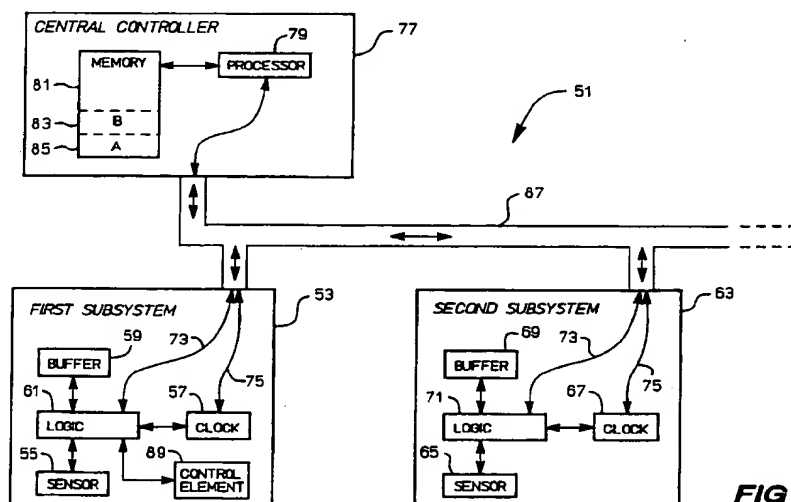 CENTRAL CONTROLLER
77
79
MEMORY
PROCESSOR
81
51
83
B
85
A
87
FIRST SUBSYSTEM
53
SECOND SUBSYSTEM
63
59
73
69
73
BUFFER
BUFFER
61
57
75
71
67
75
LOGIC
CLOCK
LOGIC
CLOCK
55
89
65
SENSOR
CONTROL
ELEMENT
SENSOR
FIG